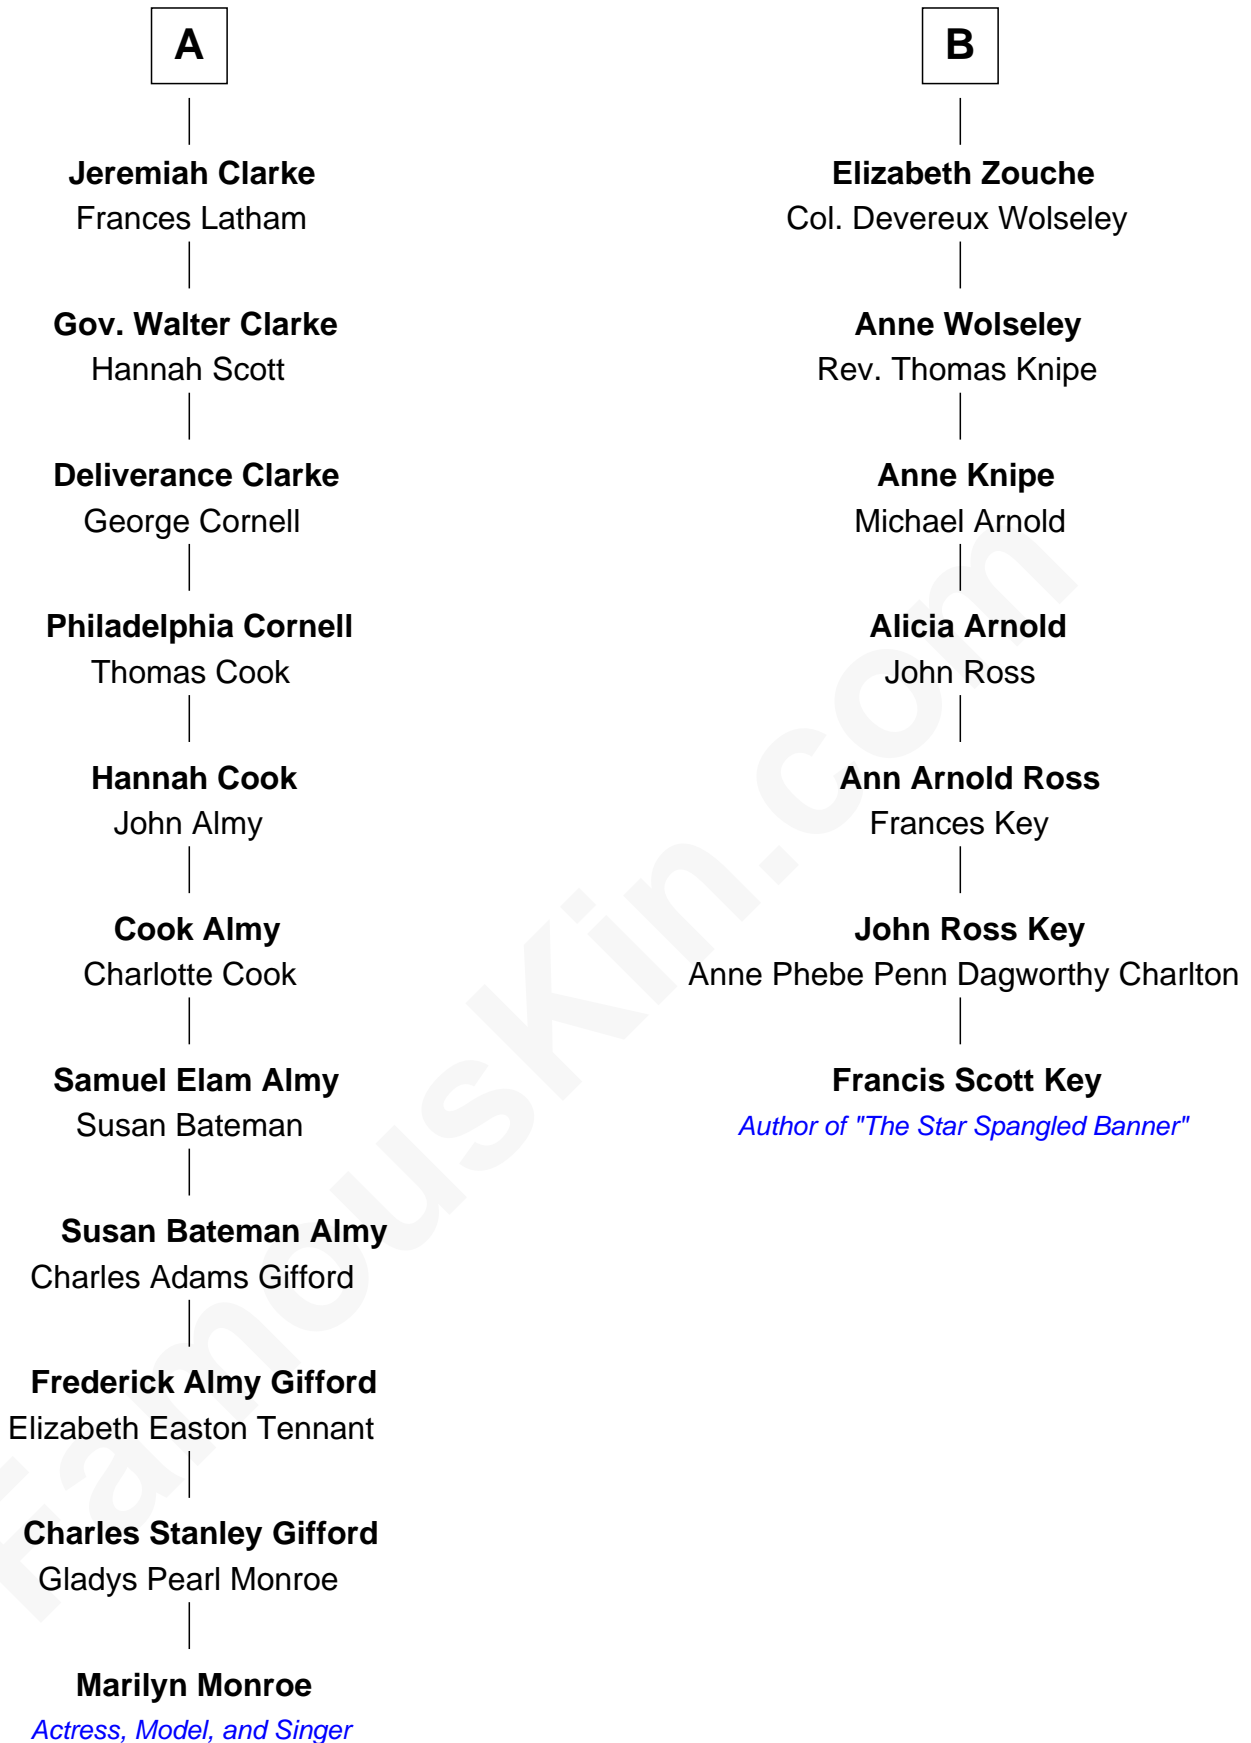 A
Jeremiah Clarke
Frances Latham
Gov. Walter Clarke
Hannah Scott
Deliverance Clarke
George Cornell
Philadelphia Cornell
Thomas Cook
Hannah Cook
John Almy
Cook Almy
Charlotte Cook
Samuel Elam Almy
Susan Bateman
Susan Bateman Almy
Charles Adams Gifford
Frederick Almy Gifford
Elizabeth Easton Tennant
Charles Stanley Gifford
Gladys Pearl Monroe
Marilyn Monroe
Actress, Model, and Singer
B
Elizabeth Zouche
Col. Devereux Wolseley
Anne Wolseley
Rev. Thomas Knipe
Anne Knipe
Michael Arnold
Alicia Arnold
John Ross
Ann Arnold Ross
Frances Key
John Ross Key
Anne Phebe Penn Dagworthy Charlton
Francis Scott Key
Author of "The Star Spangled Banner"
FamousKin.com